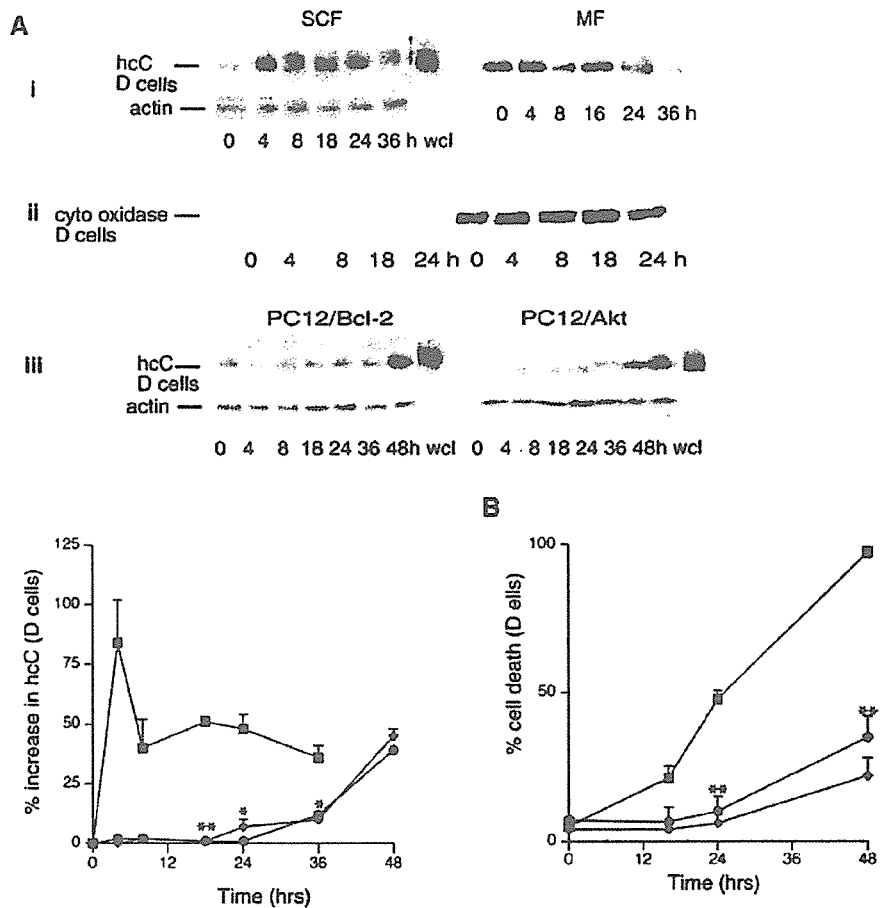 A
SCF MF
hcC
D cells
i
actin
0 4 8 18 24 36 h wcl
0 4 8 16 24 36 h
ii cyto oxidase
D cells
0 4 8 18 24 h 0 4 8 18 24 h
PC12/Bcl-2 PC12/Akt
iii hcC
D cells
actin
0 4 8 18 24 36 48h wcl 0 4 8 18 24 36 48h wcl
% increase in hcC (D cells)
125
100
75
50
25
0
** * *
0 12 24 36 48
Time (hrs)
B
% cell death (D ells)
100
50
0
** **
0 12 24 36 48
Time (hrs)